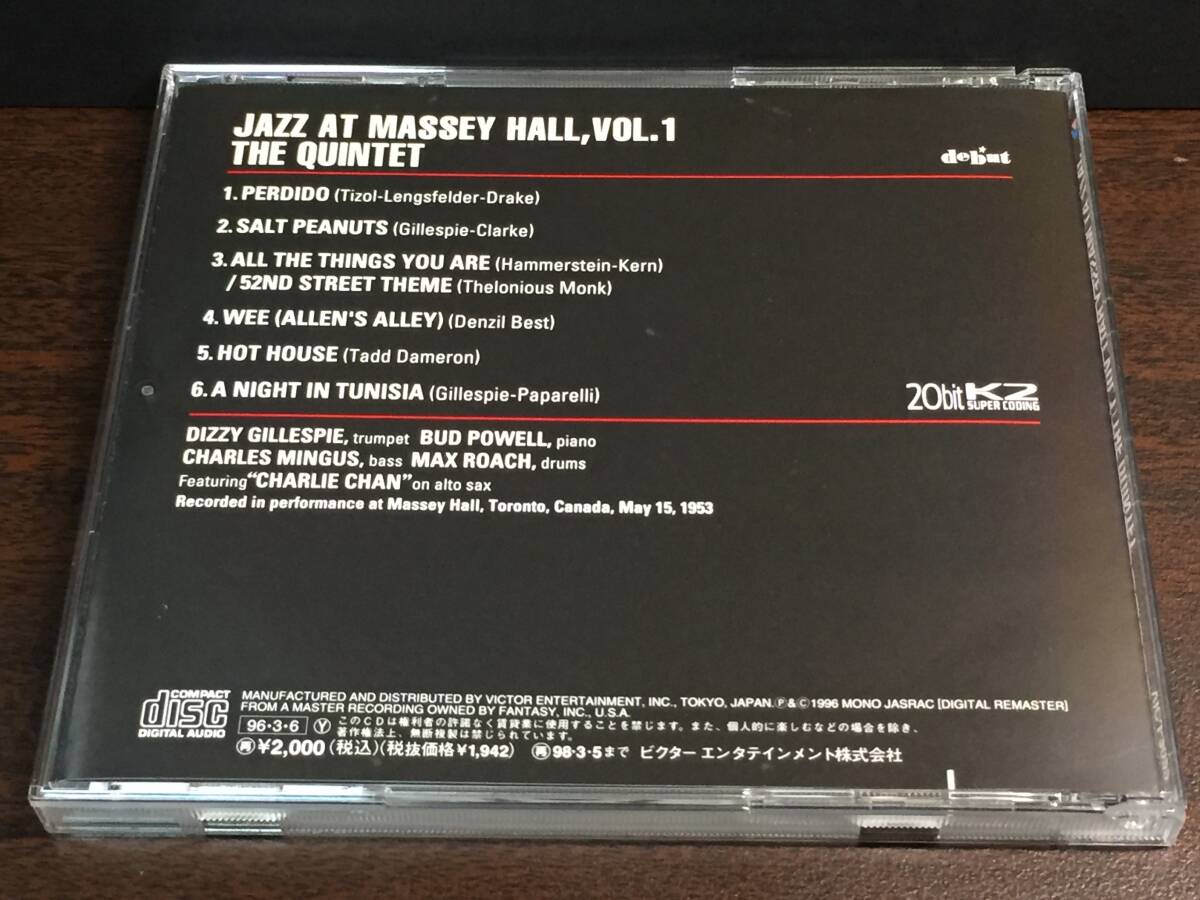 JAZZ AT MASSEY HALL,VOL.1
THE QUINTET
debut
1. PERDIDO (Tizol-Lengsfelder-Drake)
2. SALT PEANUTS (Gillespie-Clarke)
3. ALL THE THINGS YOU ARE (Hammerstein-Kern)
/ 52ND STREET THEME (Thelonious Monk)
4. WEE (ALLEN'S ALLEY) (Denzil Best)
5. HOT HOUSE (Tadd Dameron)
6. A NIGHT IN TUNISIA (Gillespie-Paparelli)
20bit K2
SUPER CODING
DIZZY GILLESPIE, trumpet BUD POWELL, piano
CHARLES MINGUS, bass MAX ROACH, drums
Featuring "CHARLIE CHAN" on alto sax
Recorded in performance at Massey Hall, Toronto, Canada, May 15, 1953
COMPACT
disc
DIGITAL AUDIO
MANUFACTURED AND DISTRIBUTED BY VICTOR ENTERTAINMENT, INC., TOKYO, JAPAN.Ⓟ&Ⓒ1996 MONO JASRAC [DIGITAL REMASTER]
FROM A MASTER RECORDING OWNED BY FANTASY, INC., U.S.A.
96・3・6 Ⓨ このCDは権利者の許諾なく賃貸業に使用することを禁じます。また、個人的に楽しむなどの場合を除き、
著作権法上、無断複製は禁じられています。
㊢¥2,000(税込)(税抜価格¥1,942) ㊢98・3・5まで ビクター エンタテインメント株式会社